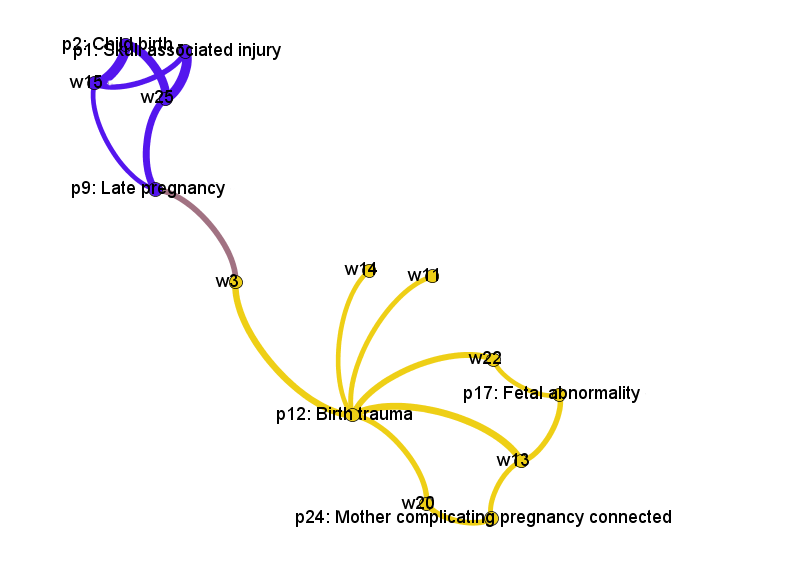 p2: Child birth
p1: Skull associated injury
w15
w25
p9: Late pregnancy
w14
w11
w3
w22
p17: Fetal abnormality
p12: Birth trauma
w13
w20
p24: Mother complicating pregnancy connected